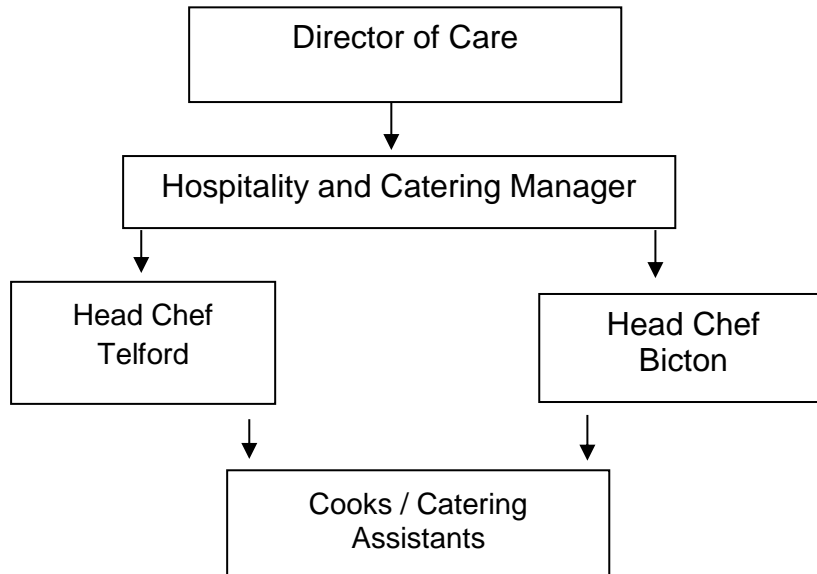 Director of Care
Hospitality and Catering Manager
Head Chef
Telford
Head Chef
Bicton
Cooks / Catering
Assistants